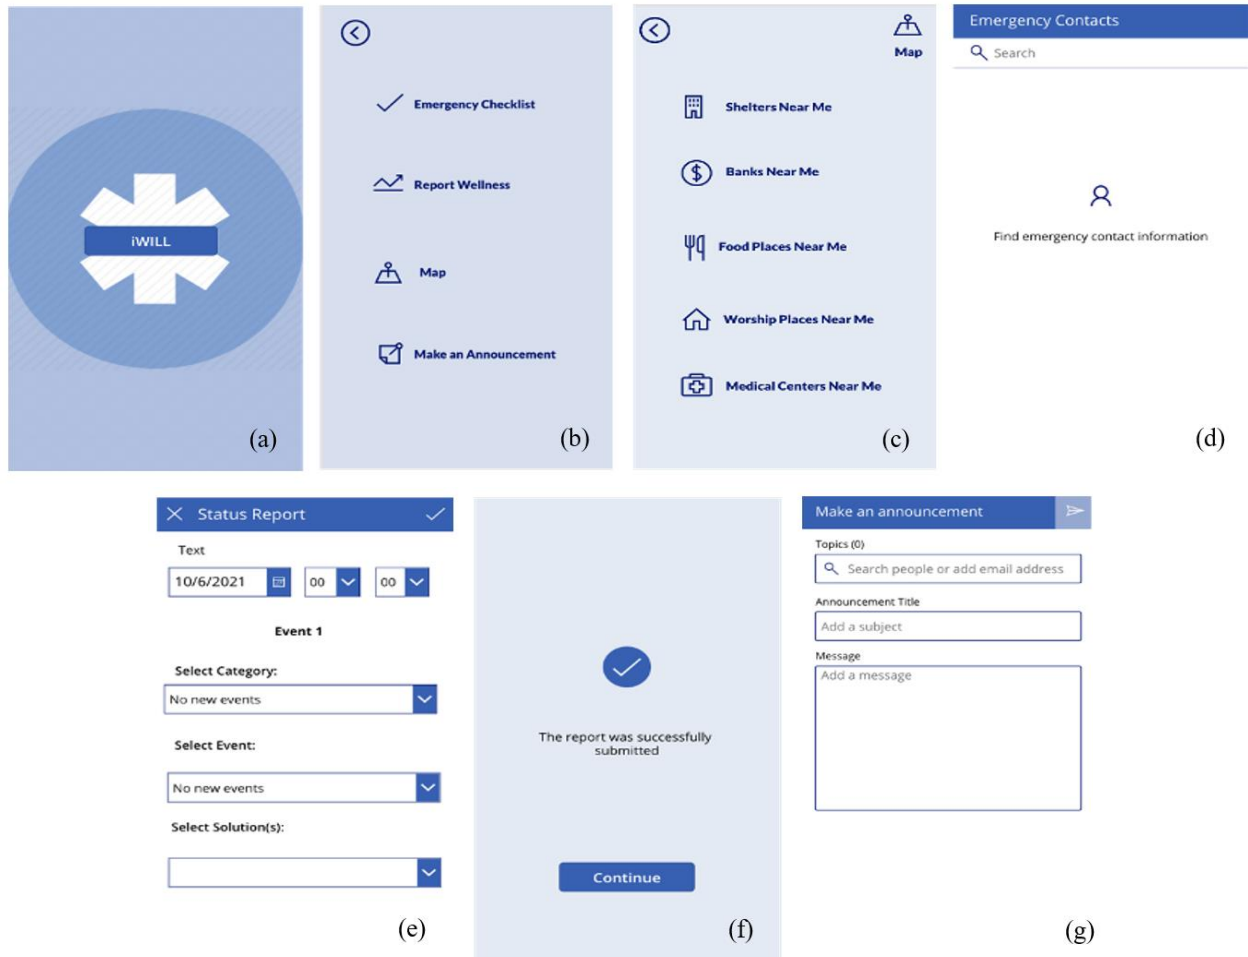 iWILL
(a)
Emergency Checklist
Report Wellness
Map
Make an Announcement
(b)
Map
Shelters Near Me
Banks Near Me
Food Places Near Me
Worship Places Near Me
Medical Centers Near Me
(c)
Emergency Contacts
Search
Find emergency contact information
(d)
Status Report
Text
10/6/2021 00 00
Event 1
Select Category:
No new events
Select Event:
No new events
Select Solution(s):
(e)
The report was successfully
submitted
Continue
(f)
Make an announcement
Topics (0)
Search people or add email address
Announcement Title
Add a subject
Message
Add a message
(g)